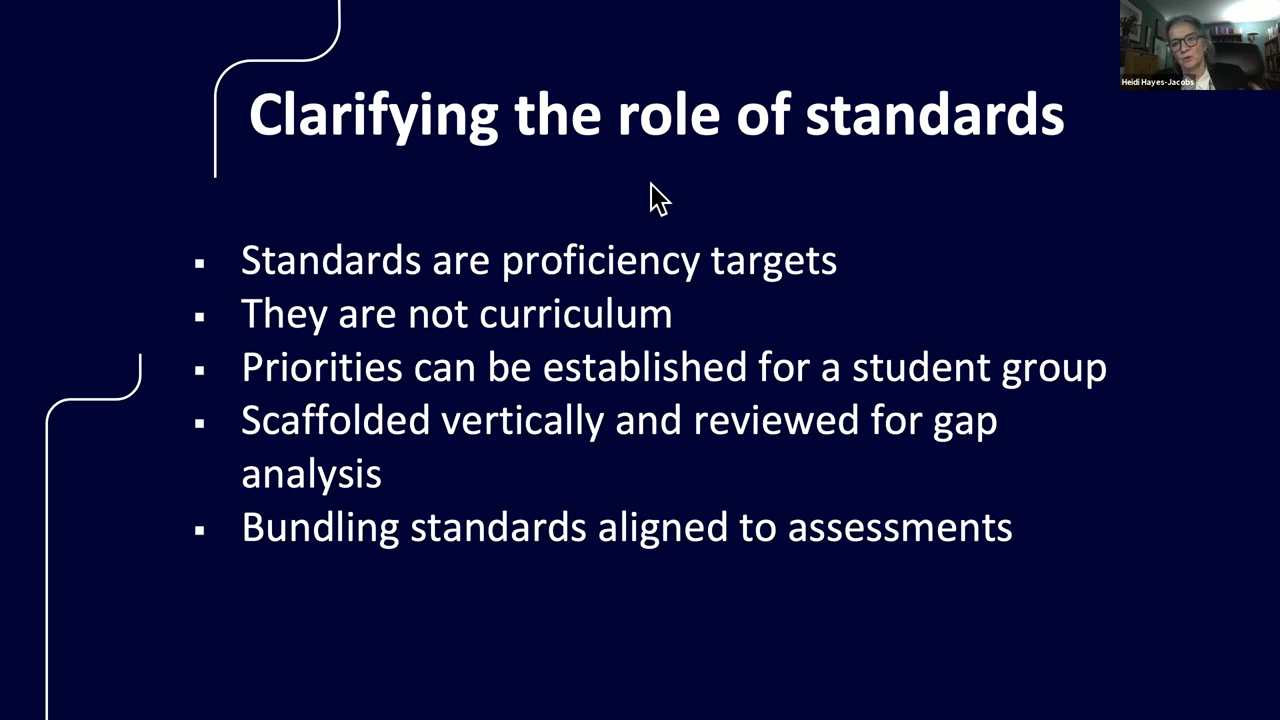 Heidi Hayes-Jacobs
Clarifying the role of standards
▪ Standards are proficiency targets
▪ They are not curriculum
▪ Priorities can be established for a student group
▪ Scaffolded vertically and reviewed for gap
analysis
▪ Bundling standards aligned to assessments